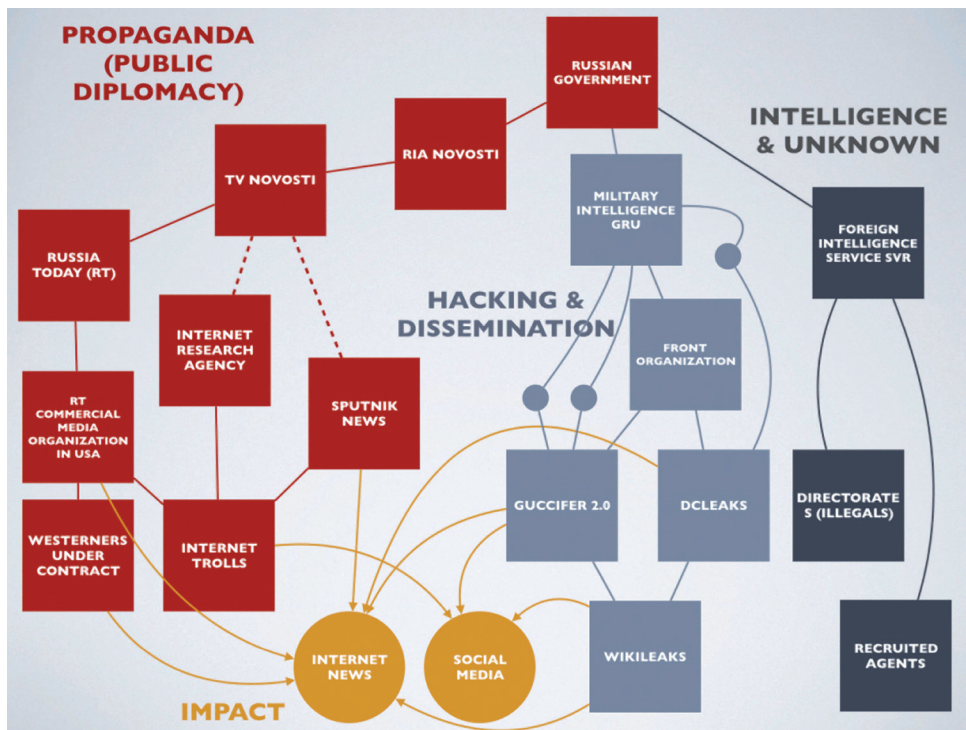 PROPAGANDA
(PUBLIC
DIPLOMACY)
RUSSIAN
GOVERNMENT
INTELLIGENCE
& UNKNOWN
RIA NOVOSTI
TV NOVOSTI
MILITARY
INTELLIGENCE
GRU
RUSSIA
TODAY (RT)
FOREIGN
INTELLIGENCE
SERVICE SVR
HACKING &
DISSEMINATION
INTERNET
RESEARCH
AGENCY
FRONT
ORGANIZATION
RT
COMMERCIAL
MEDIA
ORGANIZATION
IN USA
SPUTNIK
NEWS
GUCCIFER 2.0
DCLEAKS
DIRECTORATE
S (ILLEGALS)
WESTERNERS
UNDER
CONTRACT
INTERNET
TROLLS
INTERNET
NEWS
SOCIAL
MEDIA
WIKILEAKS
RECRUITED
AGENTS
IMPACT